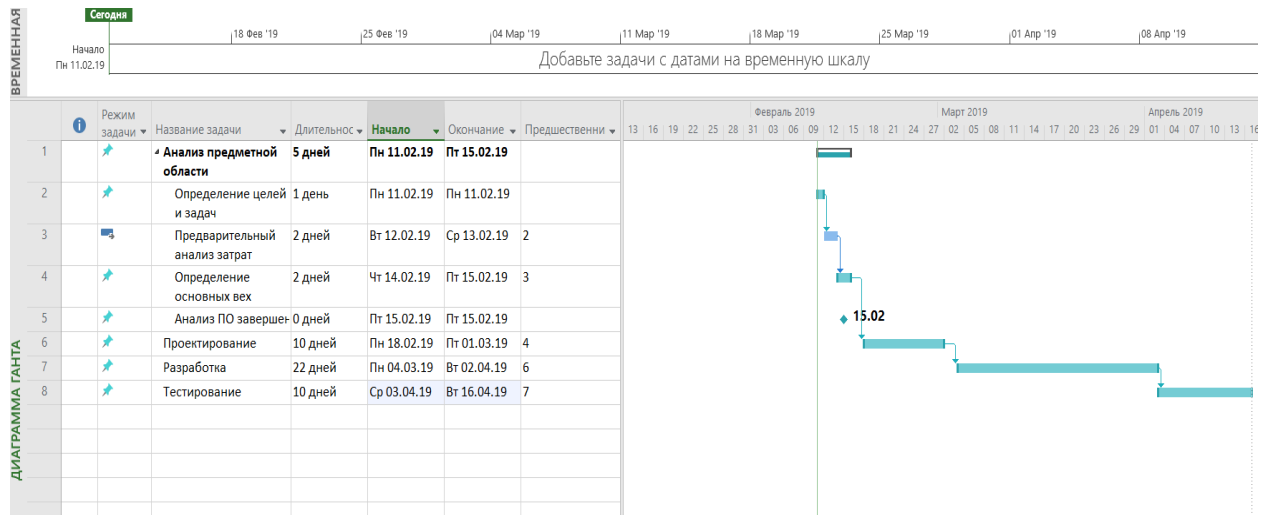 ВРЕМЕННАЯ
Сегодня
18 Фев '19 25 Фев '19 04 Мар '19 11 Мар '19 18 Мар '19 25 Мар '19 01 Апр '19 08 Апр '19
Начало
Пн 11.02.19
Добавьте задачи с датами на временную шкалу
ДИАГРАММА ГАНТА
Режим задачи Название задачи Длительнос Начало Окончание Предшественни
Февраль 2019 Март 2019 Апрель 2019
13 16 19 22 25 28 31 03 06 09 12 15 18 21 24 27 02 05 08 11 14 17 20 23 26 29 01 04 07 10 13 16
1 Анализ предметной области 5 дней Пн 11.02.19 Пт 15.02.19
2 Определение целей и задач 1 день Пн 11.02.19 Пн 11.02.19
3 Предварительный анализ затрат 2 дней Вт 12.02.19 Ср 13.02.19 2
4 Определение основных вех 2 дней Чт 14.02.19 Пт 15.02.19 3
5 Анализ ПО завершен 0 дней Пт 15.02.19 Пт 15.02.19
15.02
6 Проектирование 10 дней Пн 18.02.19 Пт 01.03.19 4
7 Разработка 22 дней Пн 04.03.19 Вт 02.04.19 6
8 Тестирование 10 дней Ср 03.04.19 Вт 16.04.19 7